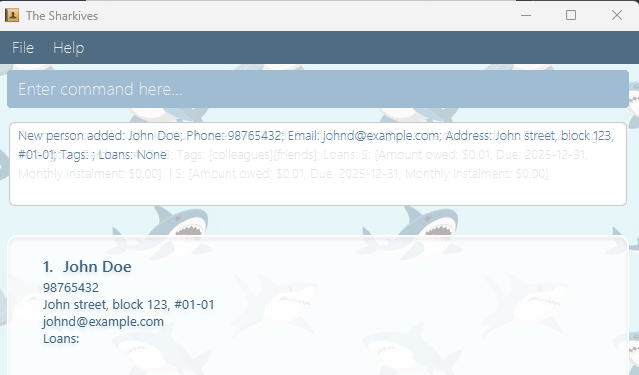 The Sharkives
File Help
Enter command here...
New person added: John Doe; Phone: 98765432; Email: johnd@example.com; Address: John street, block 123,
#01-01; Tags: ; Loans: None
Tags: [colleagues][friends]; Loans: S: [Amount owed: $0.01, Due: 2025-12-31,
Monthly Instalment: $0.00] | S: [Amount owed: $0.01, Due: 2025-12-31, Monthly Instalment: $0.00]
1. John Doe
98765432
John street, block 123, #01-01
johnd@example.com
Loans: